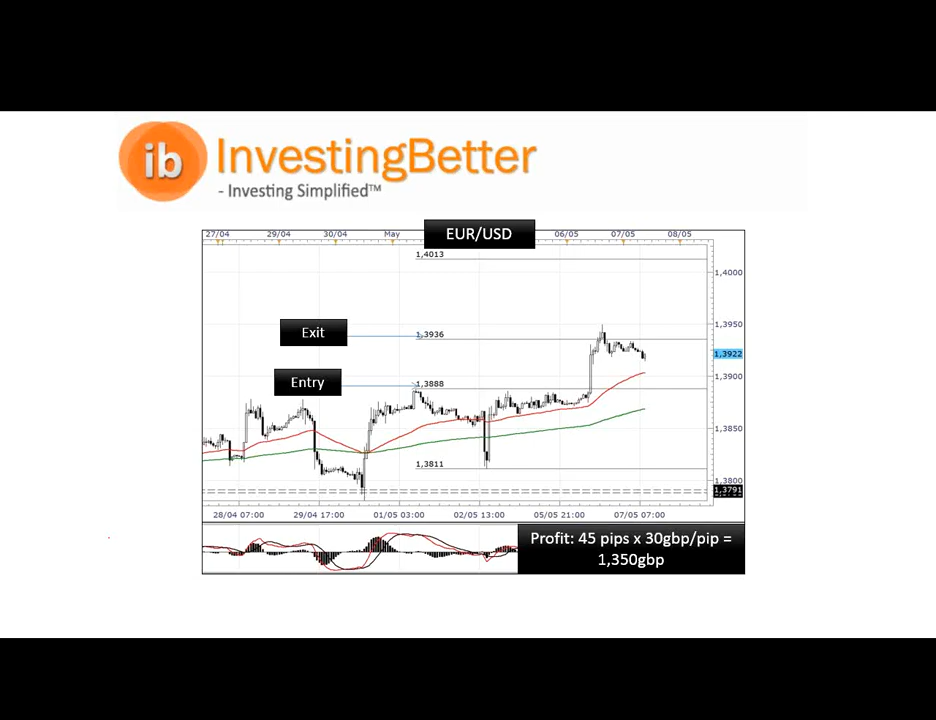 ib InvestingBetter
- Investing Simplified™
EUR/USD
27/04 29/04 30/04 May 06/05 07/05 08/05
1,4013
1,4000
1,3950
Exit
1,3936
1,3922
1,3900
Entry
1,3888
1,3850
1,3811
1,3800
1,3791
28/04 07:00 29/04 17:00 01/05 03:00 02/05 13:00 05/05 21:00 07/05 07:00
Profit: 45 pips x 30gbp/pip =
1,350gbp